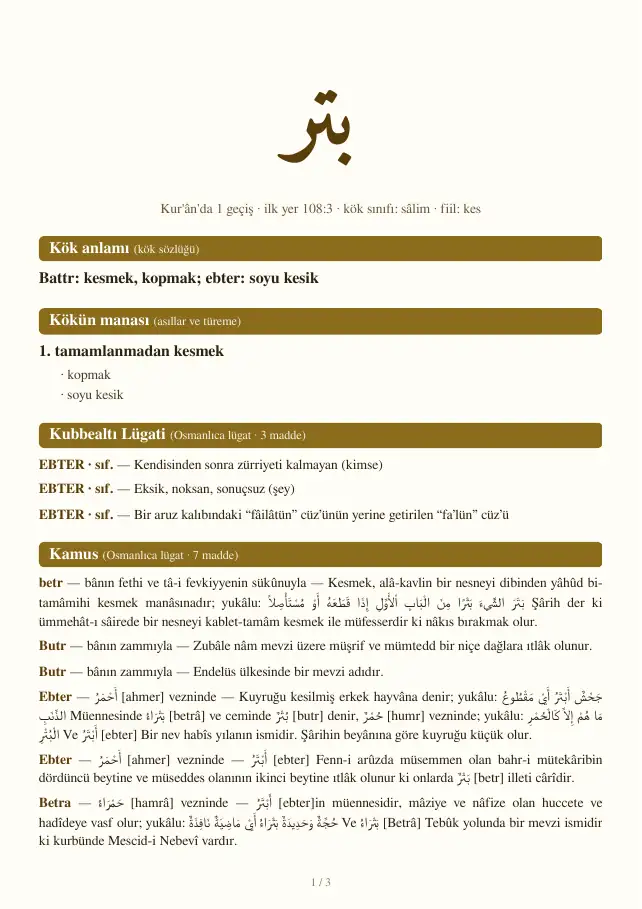 بتر
Kur'ân'da 1 geçiş · ilk yer 108:3 · kök sınıfı: sâlim · fiil: kes
Kök anlamı (kök sözlüğü)
Battr: kesmek, kopmak; ebter: soyu kesik
Kökün manası (asıllar ve türeme)
1. tamamlanmadan kesmek
· kopmak
· soyu kesik
Kubbealtı Lügati (Osmanlıca lügat · 3 madde)
EBTER · sıf. — Kendisinden sonra zürriyeti kalmayan (kimse)
EBTER · sıf. — Eksik, noksan, sonuçsuz (şey)
EBTER · sıf. — Bir aruz kalıbındaki “fâilâtün” cüz’ünün yerine getirilen “fa’lün” cüz’ü
Kamus (Osmanlıca lügat · 7 madde)
betr — bânın fethi ve tâ-i fevkiyyenin sükûnuyla — Kesmek, alâ-kavlin bir nesneyi dibinden yâhûd bi-
tamâmihi kesmek manâsınadır; yukâlu: بَتَرَ الشَّيءَ بَتْرًا مِنَ الْبَابِ الْأَوَّلِ إِذَا قَطَعَهُ أَوْ مُسْتَأْصِلاً Şârih der ki
ümmehât-ı sâirede bir nesneyi kablet-tamâm kesmek ile müfesserdir ki nâkıs bırakmak olur.
Butr — bânın zammıyla — Zubâle nâm mevzi üzere müşrif ve mümtedd bir niçe dağlara ıtlâk olunur.
Butr — bânın zammıyla — Endelüs ülkesinde bir mevzi adıdır.
Ebter — أَحْمَرُ [ahmer] vezninde — Kuyruğu kesilmiş erkek hayvâna denir; yukâlu: جَحْشٌ أَبْتَرُ أَيْ مَقْطُوعُ
الذَّنَبِ Müennesinde بَتْرَاءُ [betrâ] ve ceminde بُتْرٌ [butr] denir, حُمْرٌ [humr] vezninde; yukâlu: مَا هُمْ إِلاَّ كَالْحُمُرِ
الْبُتْرِ Ve أَبْتَرُ [ebter] Bir nev habîs yılanın ismidir. Şârihin beyânına göre kuyruğu küçük olur.
Ebter — أَحْمَرُ [ahmer] vezninde — أَبْتَرُ [ebter] Fenn-i arûzda müsemmen olan bahr-i mütekâribin
dördüncü beytine ve müseddes olanının ikinci beytine ıtlâk olunur ki onlarda بَتْرٌ [betr] illeti cârîdir.
Betra — حَمْرَاءُ [hamrâ] vezninde — أَبْتَرُ [ebter]in müennesidir, mâziye ve nâfize olan huccete ve
hadîdeye vasf olur; yukâlu: حُجَّةٌ وَحَدِيدَةٌ بَتْرَاءُ أَيْ مَاضِيَةٌ نَافِذَةٌ Ve بَتْرَاءُ [Betrâ] Tebûk yolunda bir mevzi ismidir
ki kurbünde Mescid-i Nebevî vardır.
1 / 3